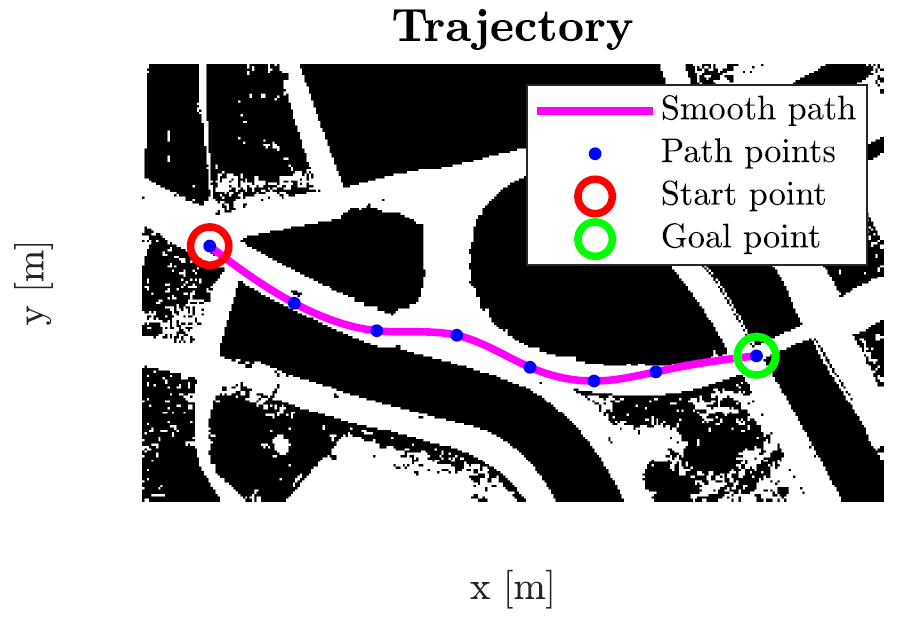 Trajectory
Smooth path
Path points
Start point
Goal point
y [m]
x [m]